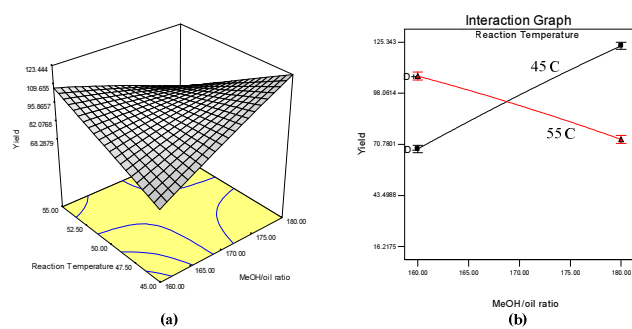 123.444
109.655
95.8657
82.0768
68.2879
Yield
55.00
52.50
50.00
47.50
45.00
Reaction Temperature
180.00
175.00
170.00
165.00
160.00
MeOH/oil ratio
(a)
Interaction Graph
Reaction Temperature
125.343
98.0614
70.7801
43.4988
16.2175
Yield
45 C
55 C
D+
D-
160.00
165.00
170.00
175.00
180.00
MeOH/oil ratio
(b)